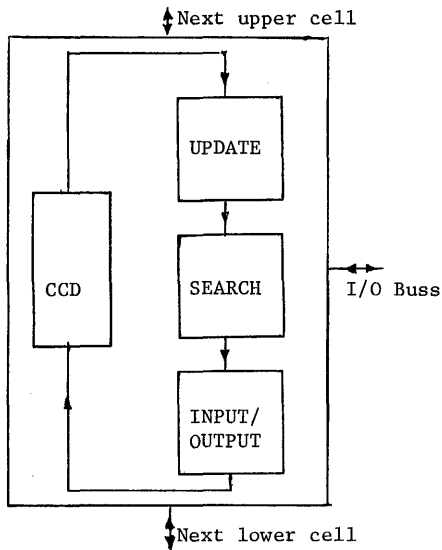 Next upper cell
UPDATE
CCD
SEARCH
I/O Buss
INPUT/
OUTPUT
Next lower cell